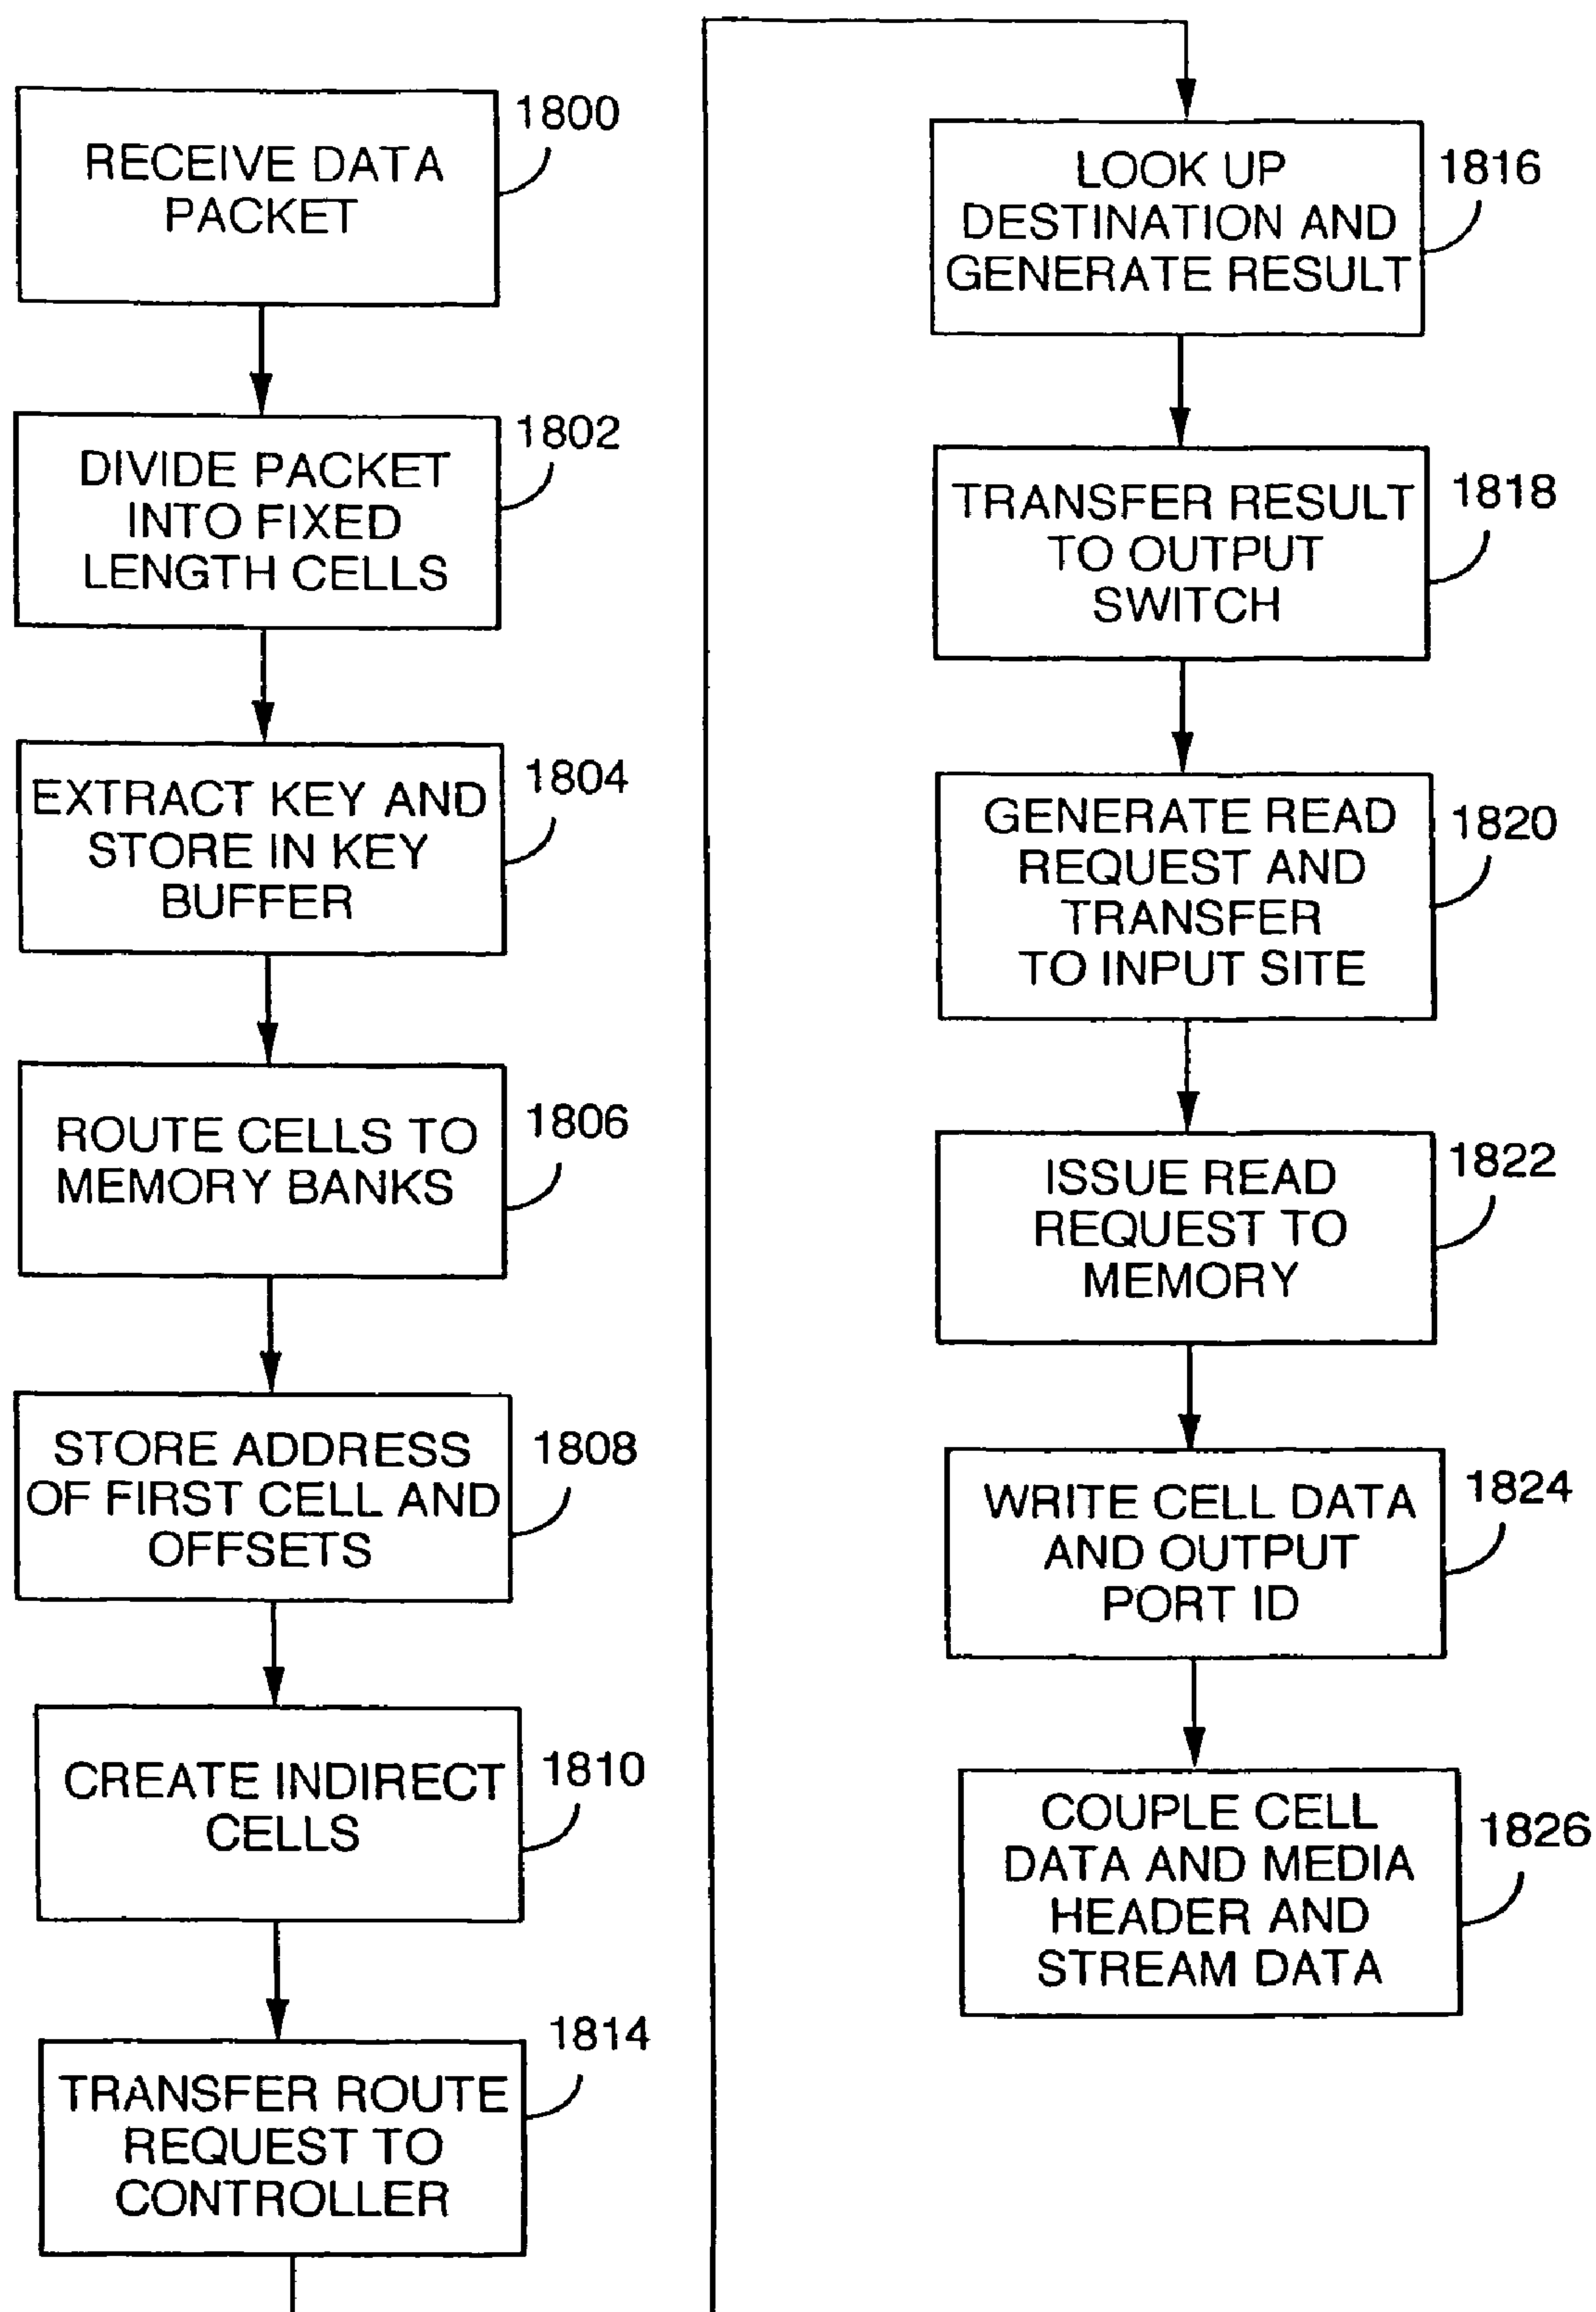 1800
RECEIVE DATA
PACKET
1802
DIVIDE PACKET
INTO FIXED
LENGTH CELLS
1804
EXTRACT KEY AND
STORE IN KEY
BUFFER
1806
ROUTE CELLS TO
MEMORY BANKS
1808
STORE ADDRESS
OF FIRST CELL AND
OFFSETS
1810
CREATE INDIRECT
CELLS
1814
TRANSFER ROUTE
REQUEST TO
CONTROLLER
1816
LOOK UP
DESTINATION AND
GENERATE RESULT
1818
TRANSFER RESULT
TO OUTPUT
SWITCH
1820
GENERATE READ
REQUEST AND
TRANSFER
TO INPUT SITE
1822
ISSUE READ
REQUEST TO
MEMORY
1824
WRITE CELL DATA
AND OUTPUT
PORT ID
1826
COUPLE CELL
DATA AND MEDIA
HEADER AND
STREAM DATA